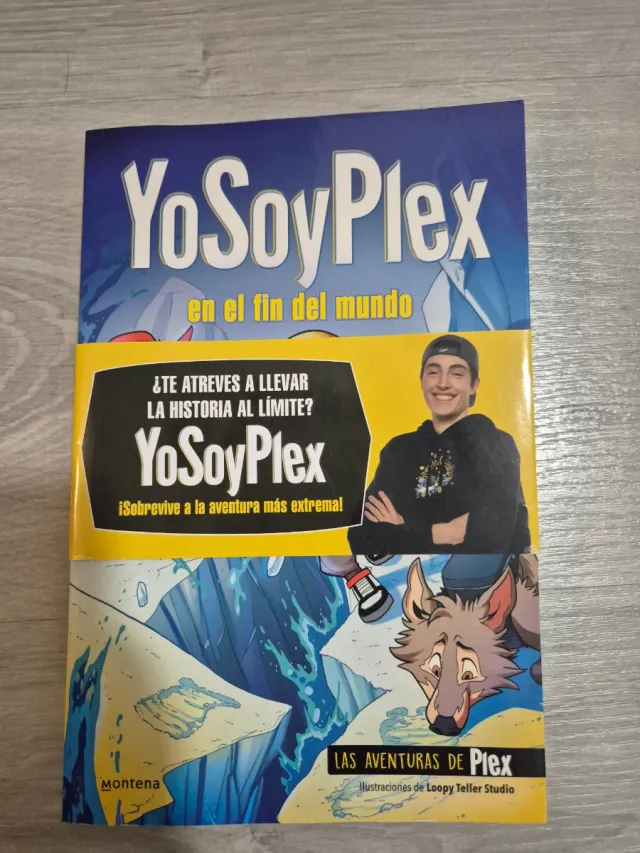 YoSoyPlex
en el fin del mundo
¿TE ATREVES A LLEVAR
LA HISTORIA AL LÍMITE?
YoSoyPlex
¡Sobrevive a la aventura más extrema!
LAS AVENTURAS DE Plex
Montena
Ilustraciones de Loopy Teller Studio